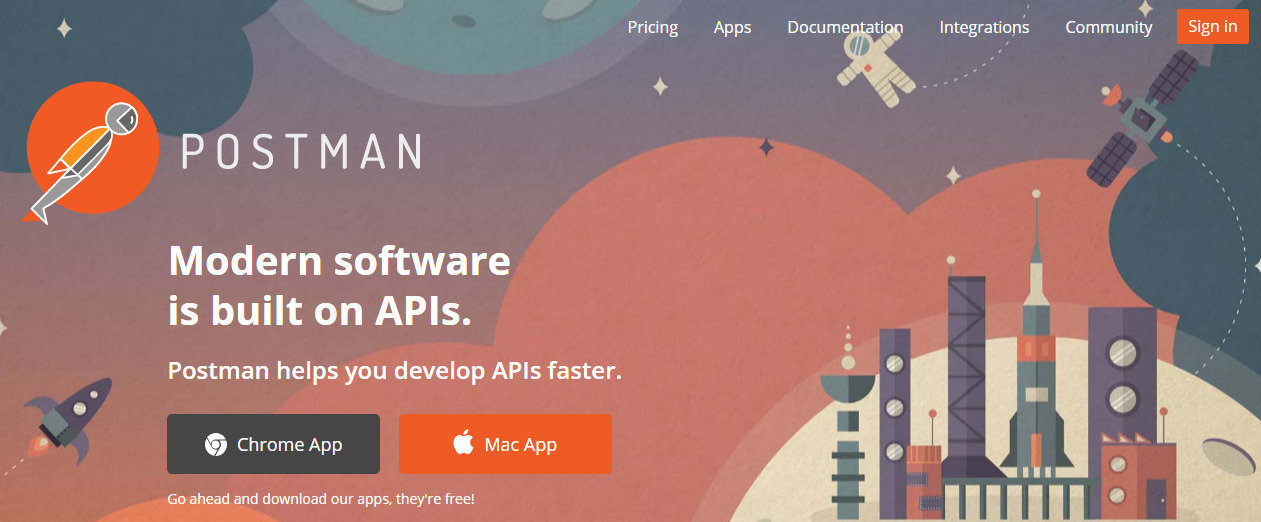 Pricing Apps Documentation Integrations Community Sign in
POSTMAN
Modern software
is built on APIs.
Postman helps you develop APIs faster.
Chrome App Mac App
Go ahead and download our apps, they're free!